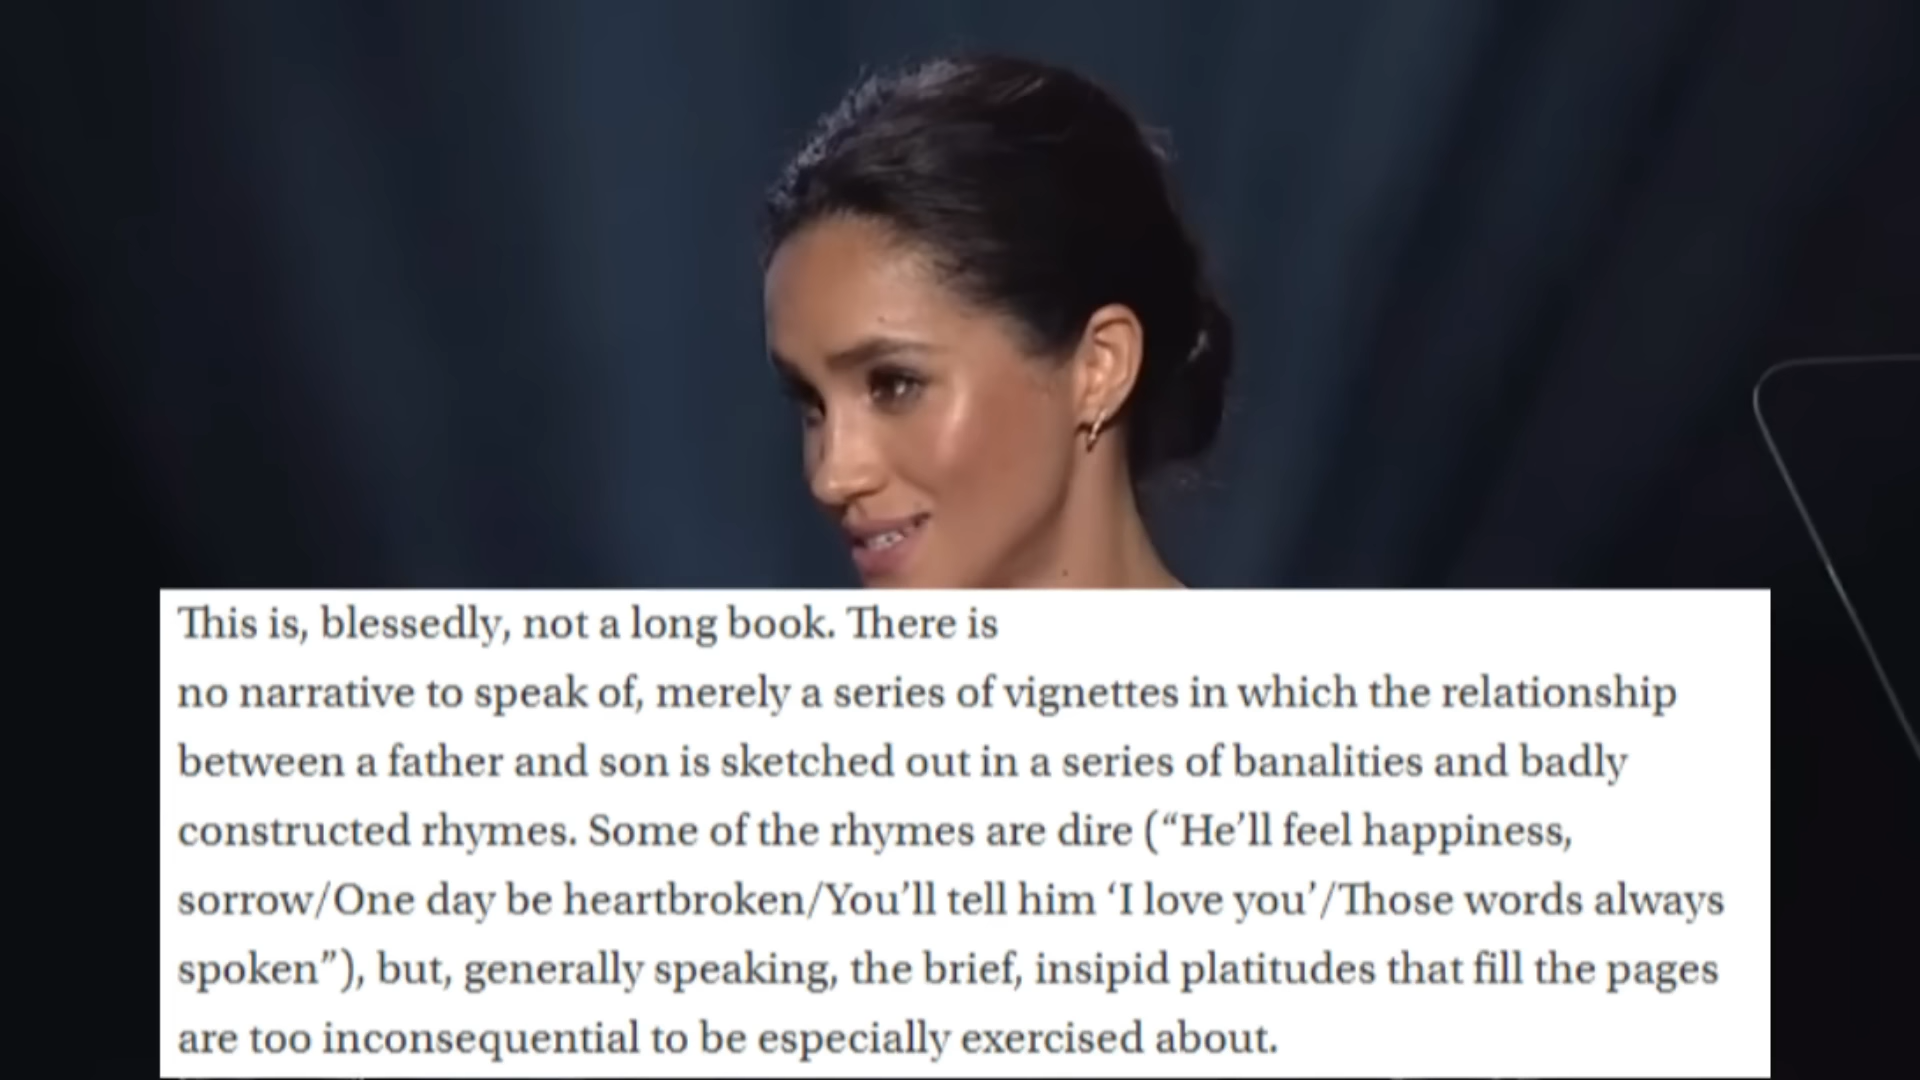 This is, blessedly, not a long book. There is
no narrative to speak of, merely a series of vignettes in which the relationship
between a father and son is sketched out in a series of banalities and badly
constructed rhymes. Some of the rhymes are dire (“He’ll feel happiness,
sorrow/One day be heartbroken/You’ll tell him ‘I love you’/Those words always
spoken”), but, generally speaking, the brief, insipid platitudes that fill the pages
are too inconsequential to be especially exercised about.